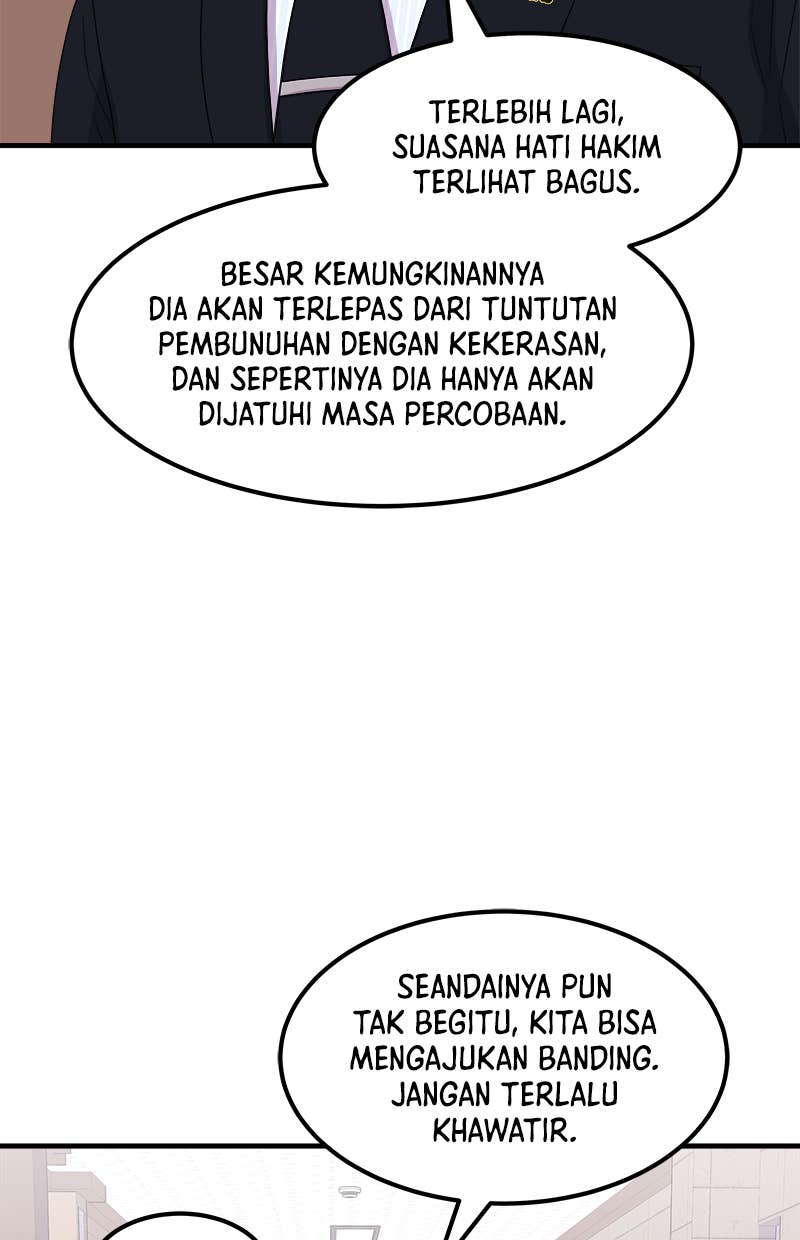 TERLEBIH LAGI,
SUASANA HATI HAKIM
TERLIHAT BAGUS.
BESAR KEMUNGKINANNYA
DIA AKAN TERLEPAS DARI TUNTUTAN
PEMBUNUHAN DENGAN KEKERASAN,
DAN SEPERTINYA DIA HANYA AKAN
DIJATUHI MASA PERCOBAAN.
SEANDAINYA PUN
TAK BEGITU, KITA BISA
MENGAJUKAN BANDING.
JANGAN TERLALU
KHAWATIR.